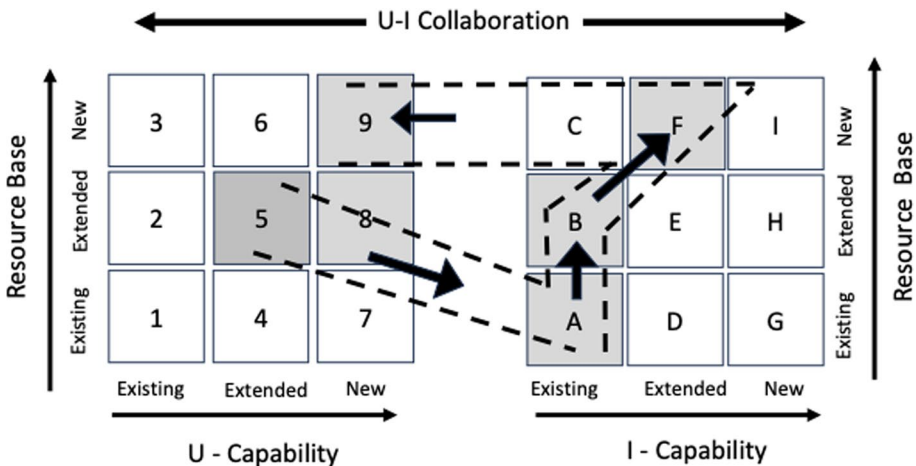 U-I Collaboration
Resource Base
New
Extended
Existing
3 6 9
2 5 8
1 4 7
Existing Extended New
U - Capability
C F I
B E H
A D G
Existing Extended New
I - Capability
New
Extended
Existing
Resource Base